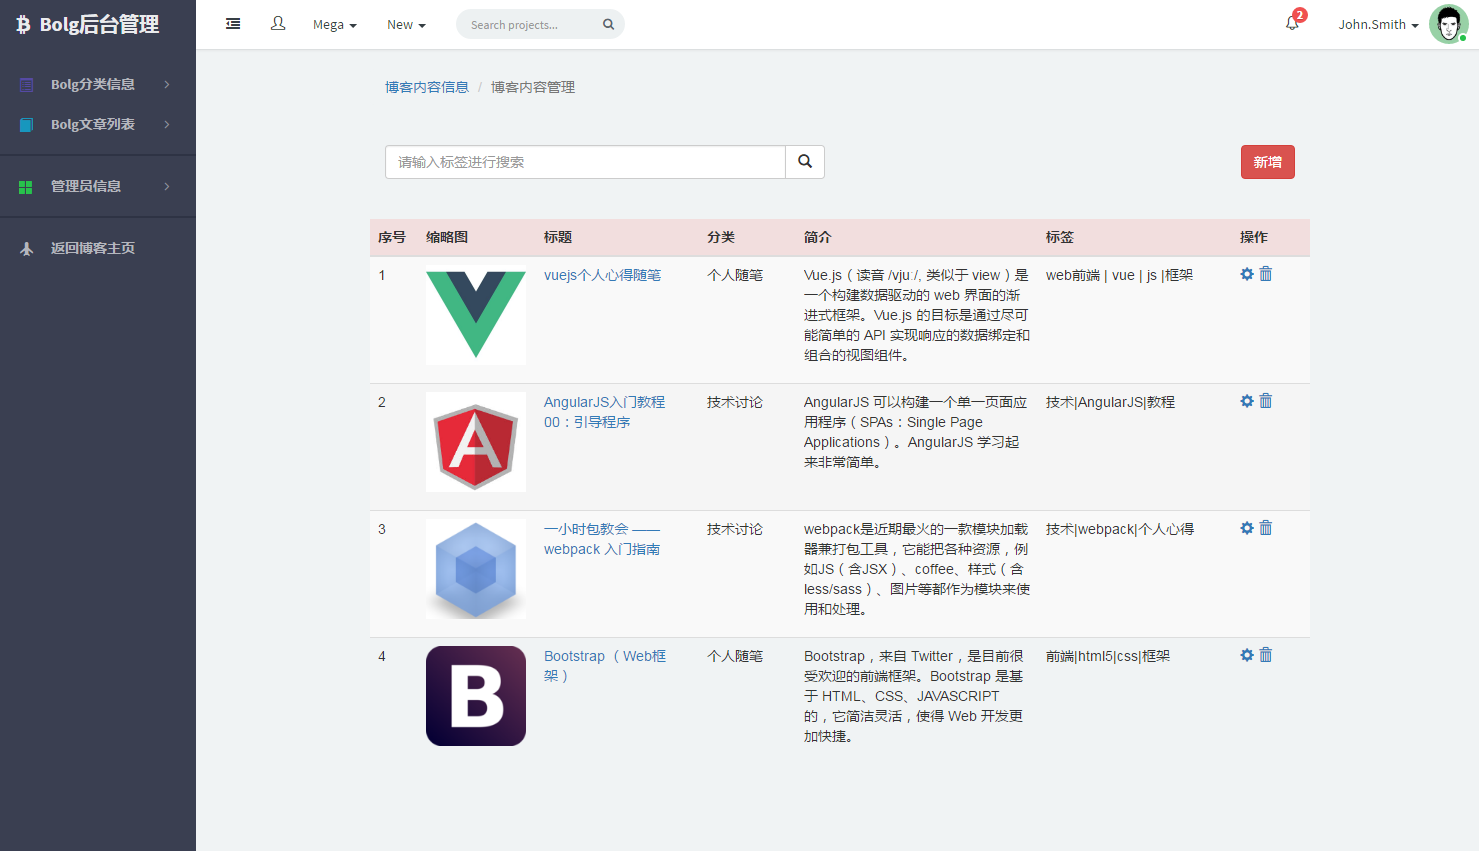 Bolg后台管理
Mega
New
Search projects...
2
John.Smith
Bolg分类信息
Bolg文章列表
管理员信息
返回博客主页
博客内容信息 / 博客内容管理
请输入标签进行搜索
新增
序号 缩略图 标题 分类 简介 标签 操作
1
vuejs个人心得随笔
个人随笔
Vue.js（读音 /vjuː/, 类似于 view）是
一个构建数据驱动的 web 界面的渐
进式框架。Vue.js 的目标是通过尽可
能简单的 API 实现响应的数据绑定和
组合的视图组件。
web前端 | vue | js |框架
2
A
AngularJS入门教程
00：引导程序
技术讨论
AngularJS 可以构建一个单一页面应
用程序（SPAs：Single Page
Applications）。AngularJS 学习起
来非常简单。
技术|AngularJS|教程
3
一小时包教会 ——
webpack 入门指南
技术讨论
webpack是近期最火的一款模块加载
器兼打包工具，它能把各种资源，例
如JS（含JSX）、coffee、样式（含
less/sass）、图片等都作为模块来使
用和处理。
技术|webpack|个人心得
4
B
Bootstrap （Web框
架）
个人随笔
Bootstrap，来自 Twitter，是目前很
受欢迎的前端框架。Bootstrap 是基
于 HTML、CSS、JAVASCRIPT
的，它简洁灵活，使得 Web 开发更
加快捷。
前端|html5|css|框架